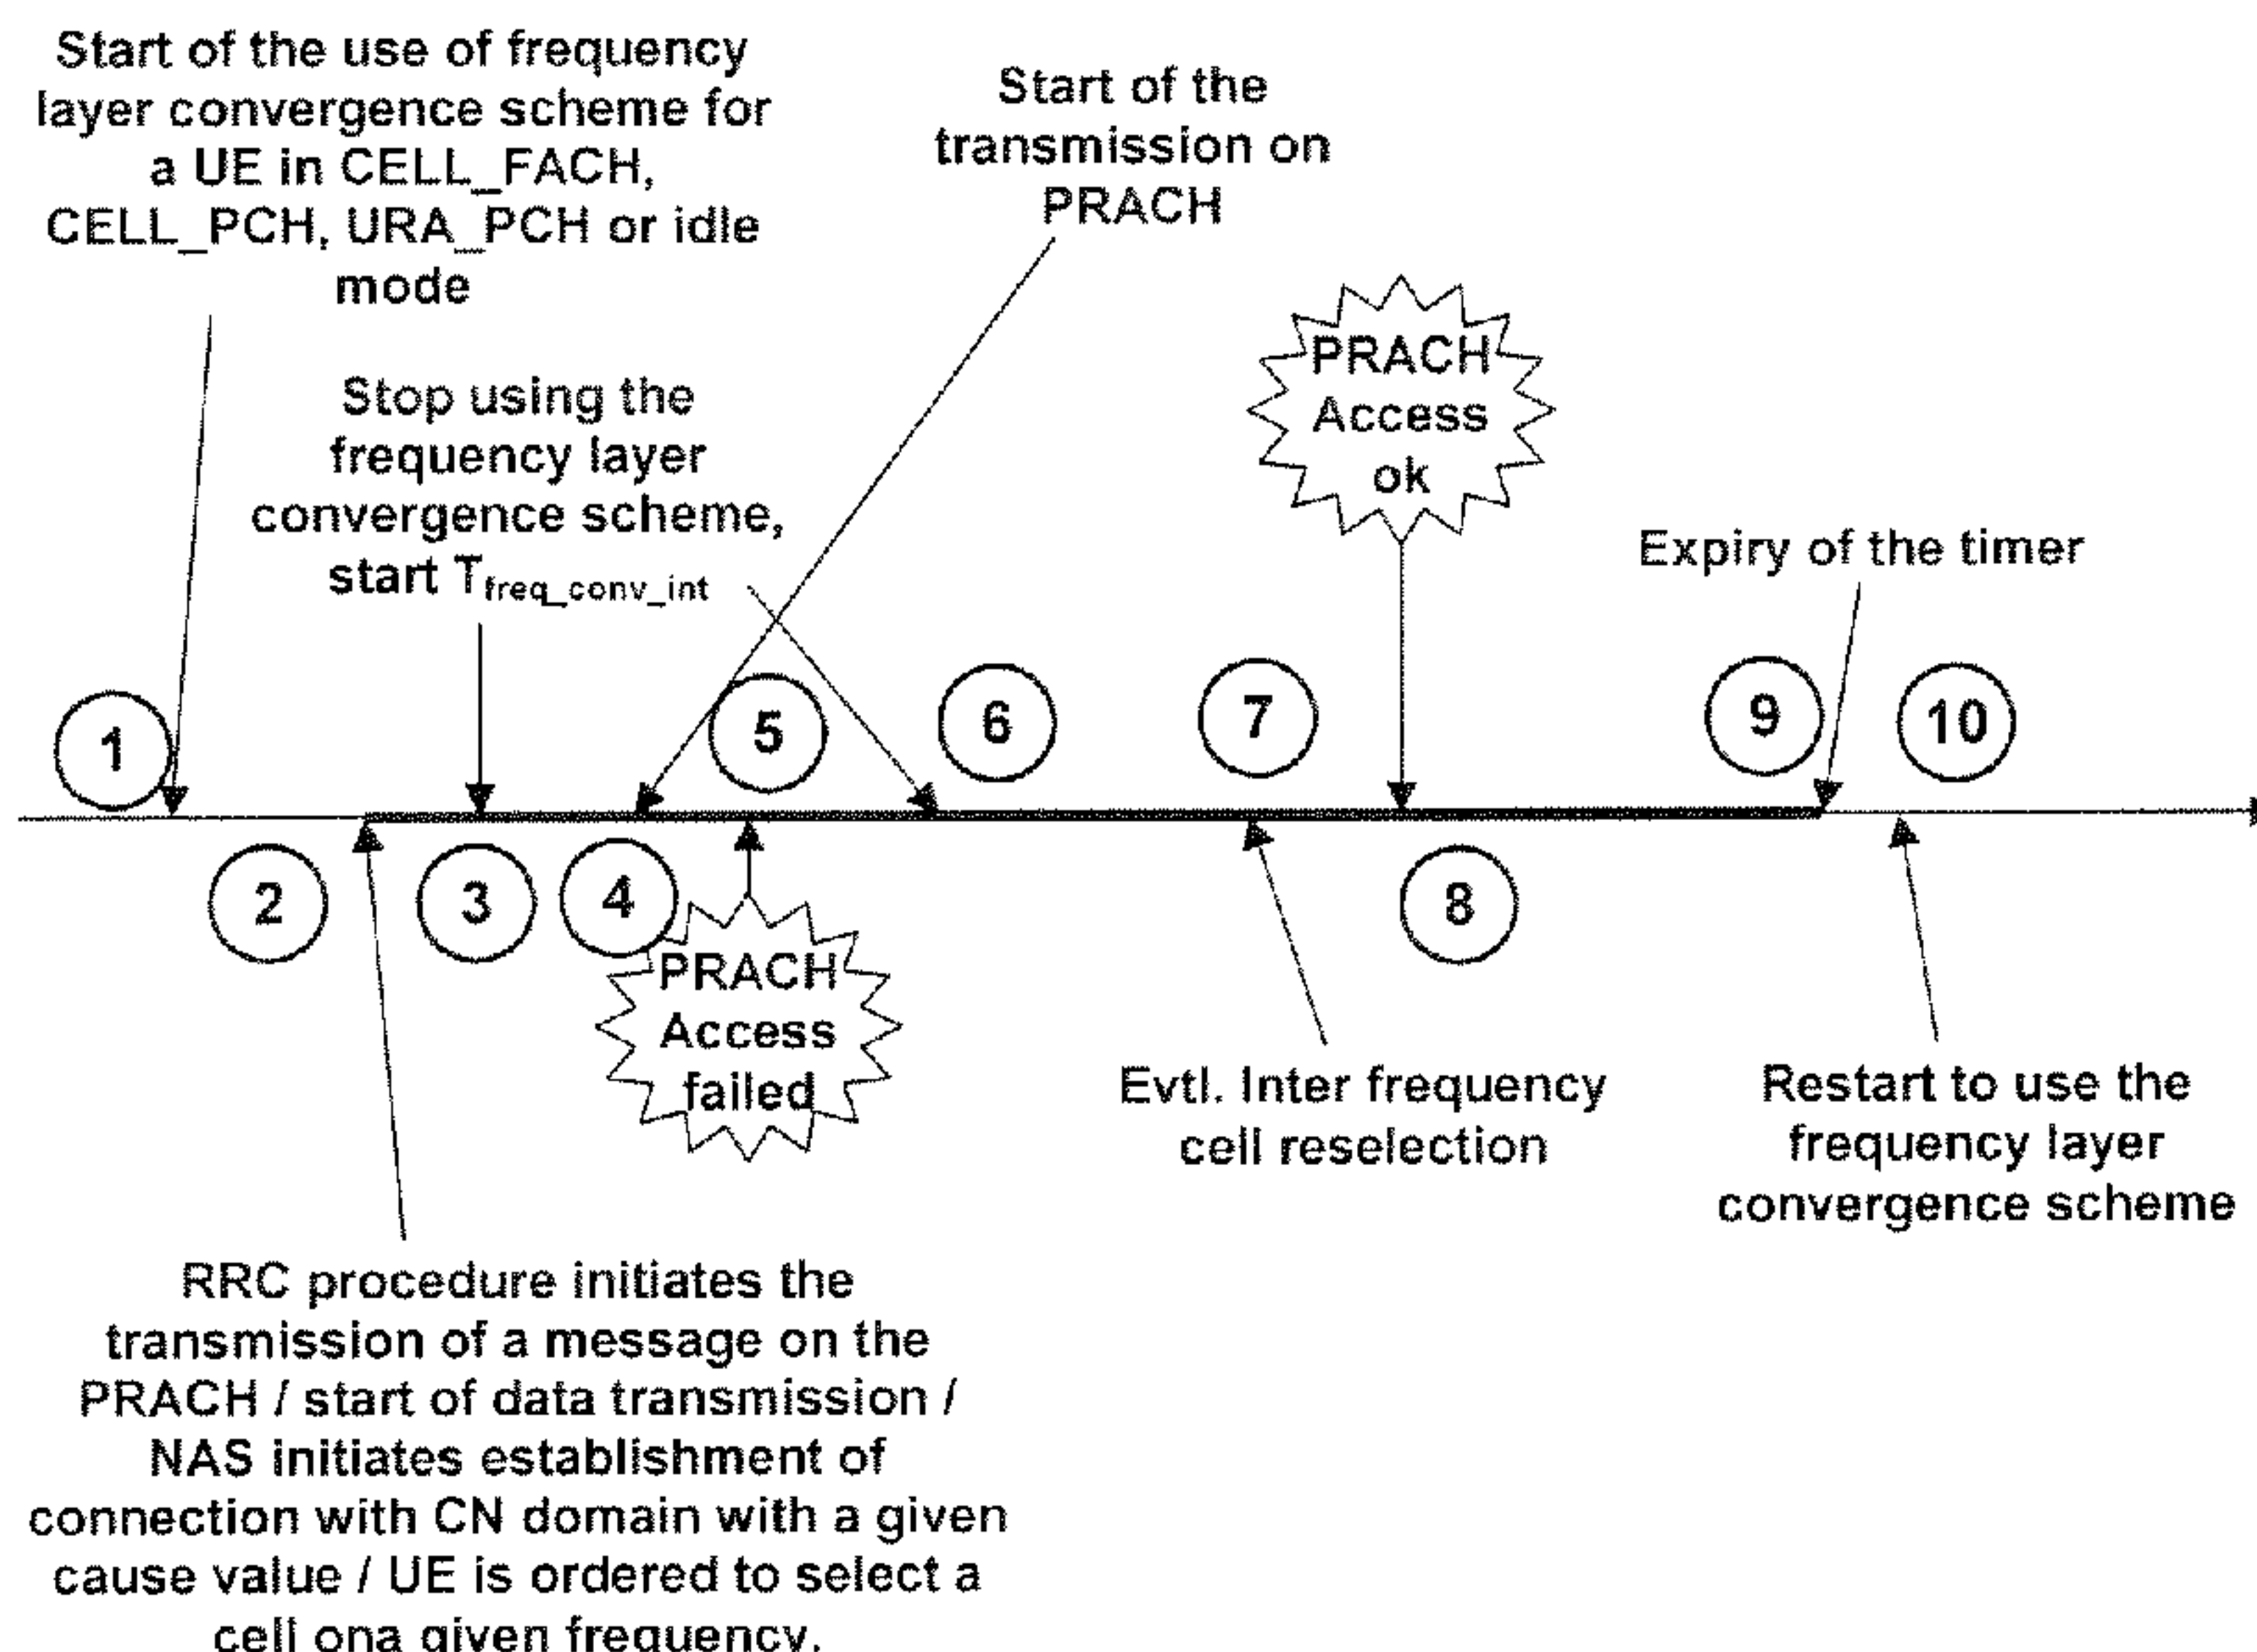 Start of the use of frequency
layer convergence scheme for
a UE in CELL_FACH,
CELL_PCH, URA_PCH or idle
mode
Start of the
transmission on
PRACH
Stop using the
frequency layer
convergence scheme,
start Tfreq_conv_int
PRACH
Access
ok
Expiry of the timer
1
5
6
7
9
10
2
3
4
8
PRACH
Access
failed
Evtl. Inter frequency
cell reselection
Restart to use the
frequency layer
convergence scheme
RRC procedure initiates the
transmission of a message on the
PRACH / start of data transmission /
NAS initiates establishment of
connection with CN domain with a given
cause value / UE is ordered to select a
cell ona given frequency.